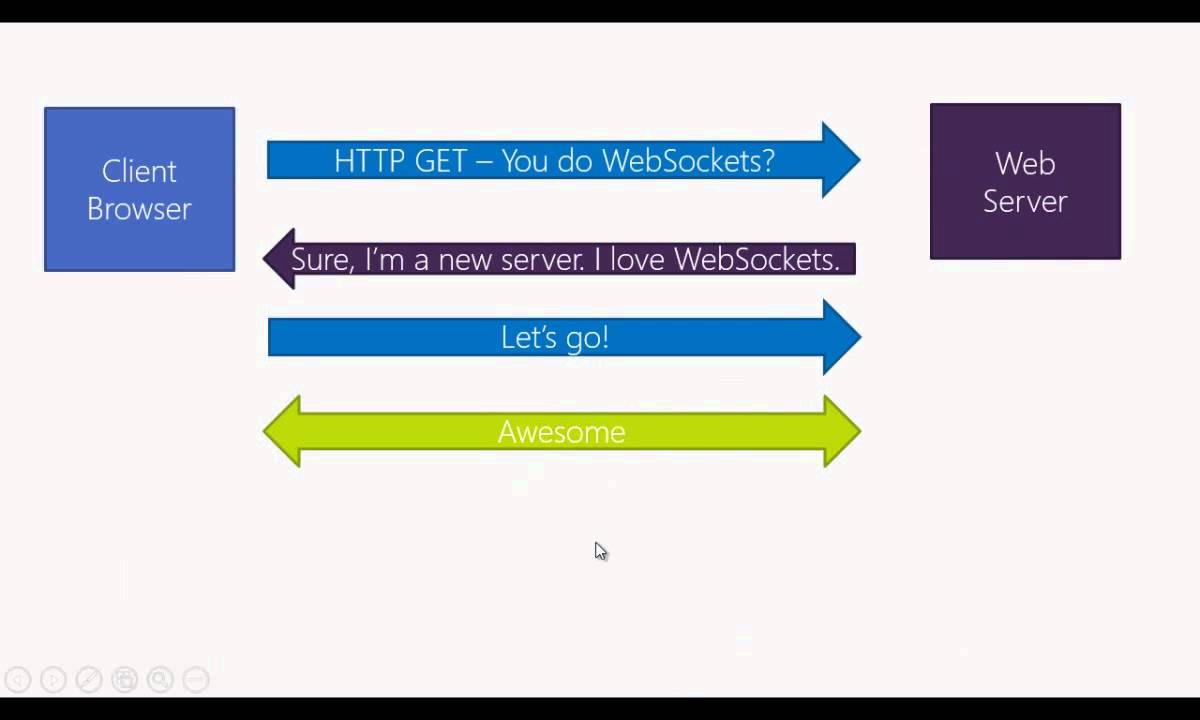 Client
Browser
HTTP GET – You do WebSockets?
Web
Server
Sure, I'm a new server. I love WebSockets.
Let's go!
Awesome